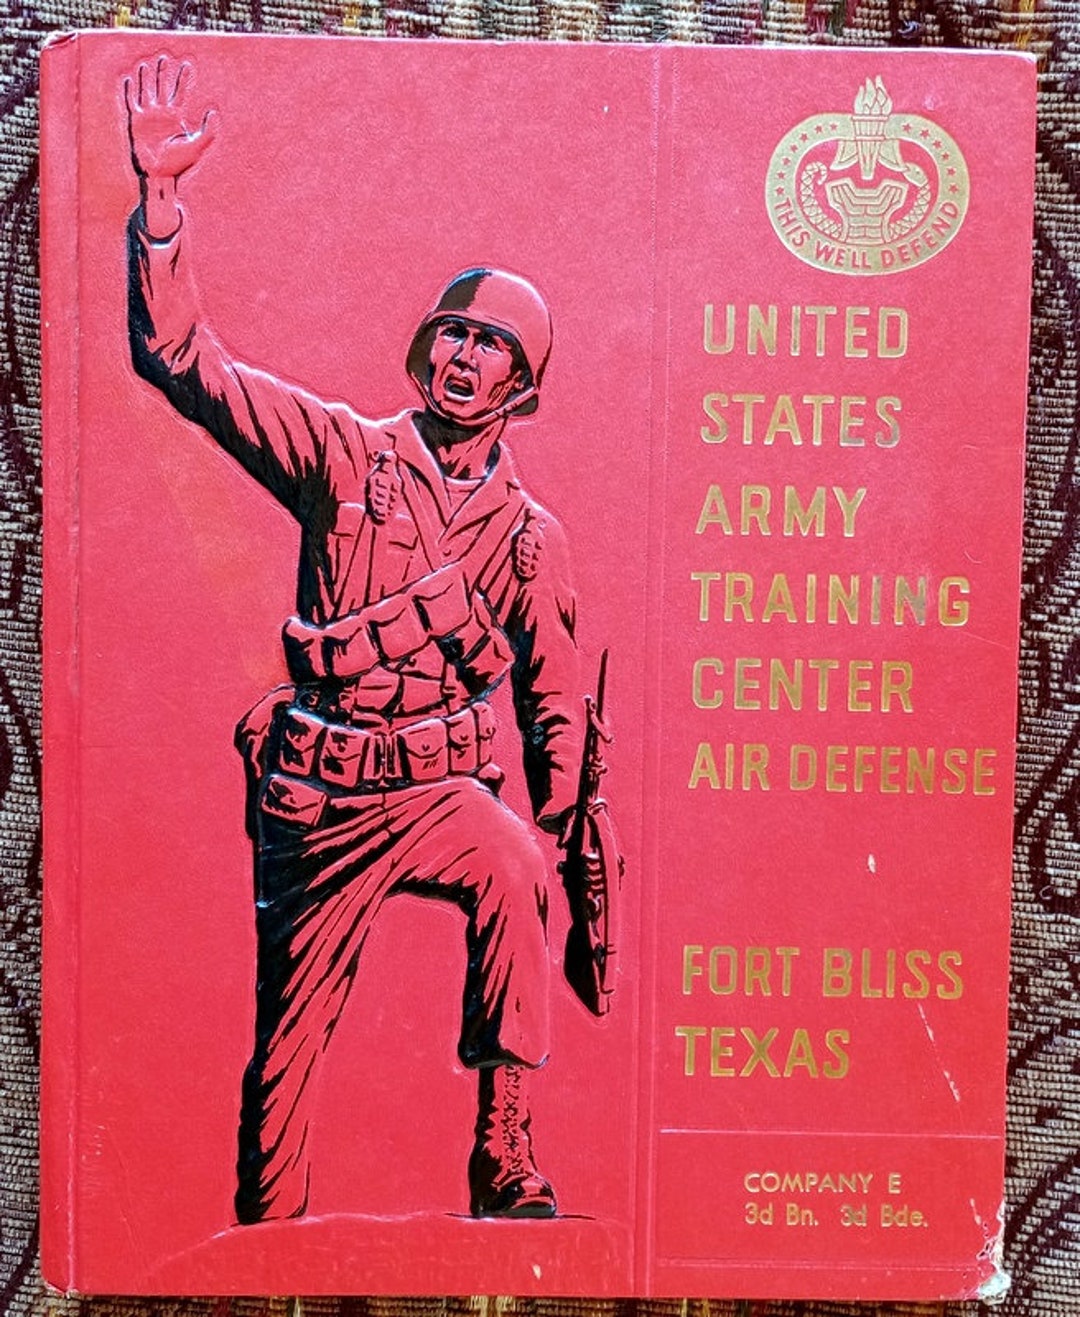 THIS WE'LL DEFEND
UNITED
STATES
ARMY
TRAINING
CENTER
AIR DEFENSE
FORT BLISS
TEXAS
COMPANY E
3d Bn. 3d Bde.